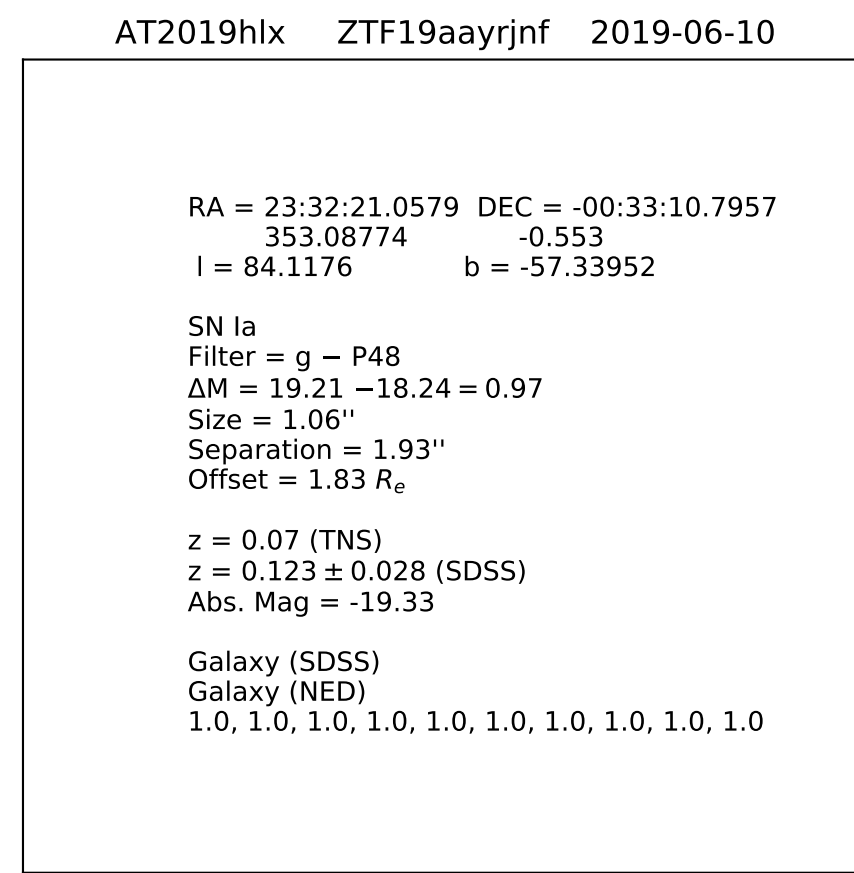 AT2019hlx ZTF19aayrjnf 2019-06-10
RA = 23:32:21.0579 DEC = -00:33:10.7957
353.08774 -0.553
l = 84.1176 b = -57.33952
SN Ia
Filter = g − P48
ΔM = 19.21 −18.24 = 0.97
Size = 1.06''
Separation = 1.93''
Offset = 1.83 Re
z = 0.07 (TNS)
z = 0.123 ± 0.028 (SDSS)
Abs. Mag = -19.33
Galaxy (SDSS)
Galaxy (NED)
1.0, 1.0, 1.0, 1.0, 1.0, 1.0, 1.0, 1.0, 1.0, 1.0